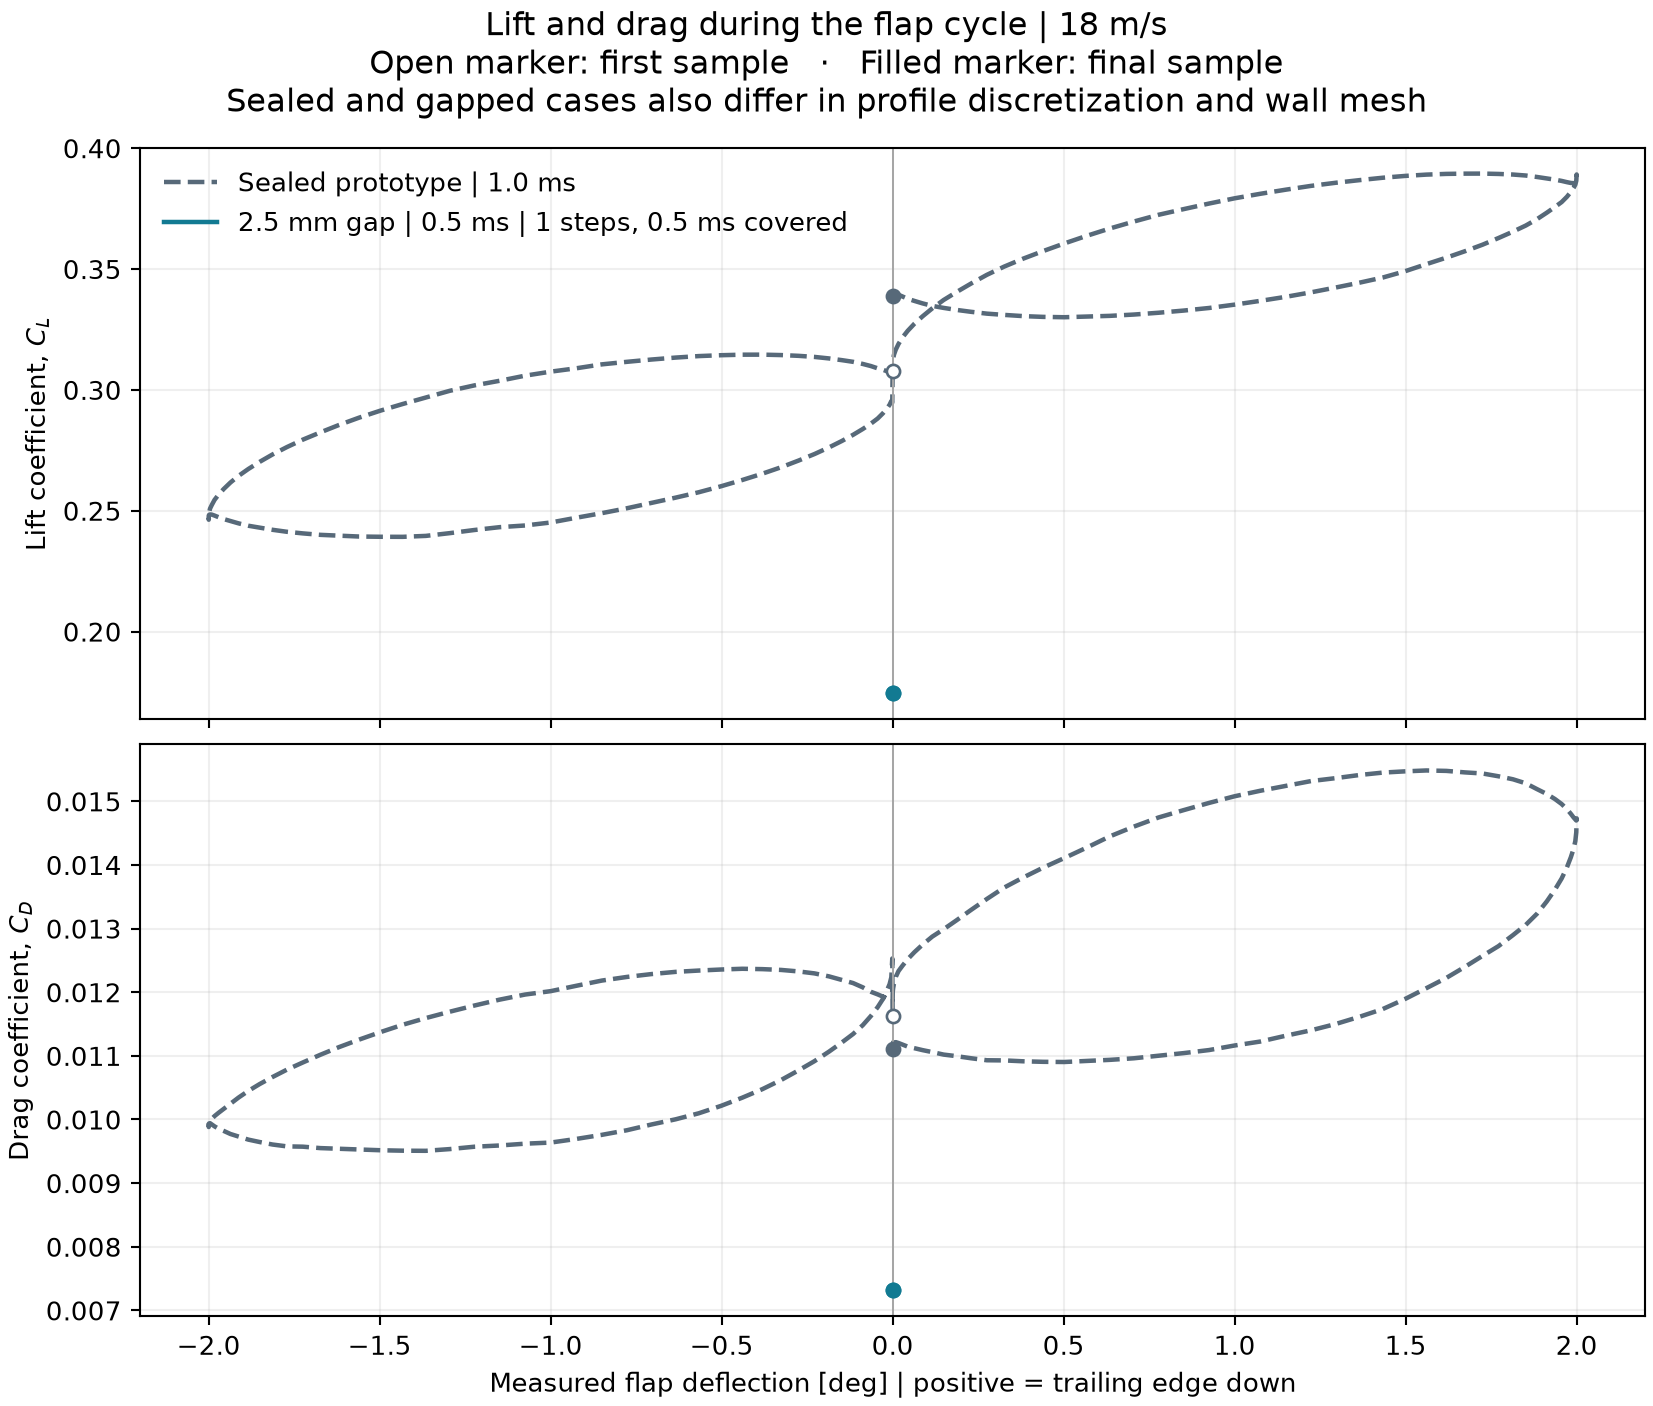 Lift and drag during the flap cycle | 18 m/s
Open marker: first sample · Filled marker: final sample
Sealed and gapped cases also differ in profile discretization and wall mesh
Sealed prototype | 1.0 ms
2.5 mm gap | 0.5 ms | 1 steps, 0.5 ms covered
Lift coefficient, C_L
0.40
0.35
0.30
0.25
0.20
Drag coefficient, C_D
0.015
0.014
0.013
0.012
0.011
0.010
0.009
0.008
0.007
−2.0 −1.5 −1.0 −0.5 0.0 0.5 1.0 1.5 2.0
Measured flap deflection [deg] | positive = trailing edge down